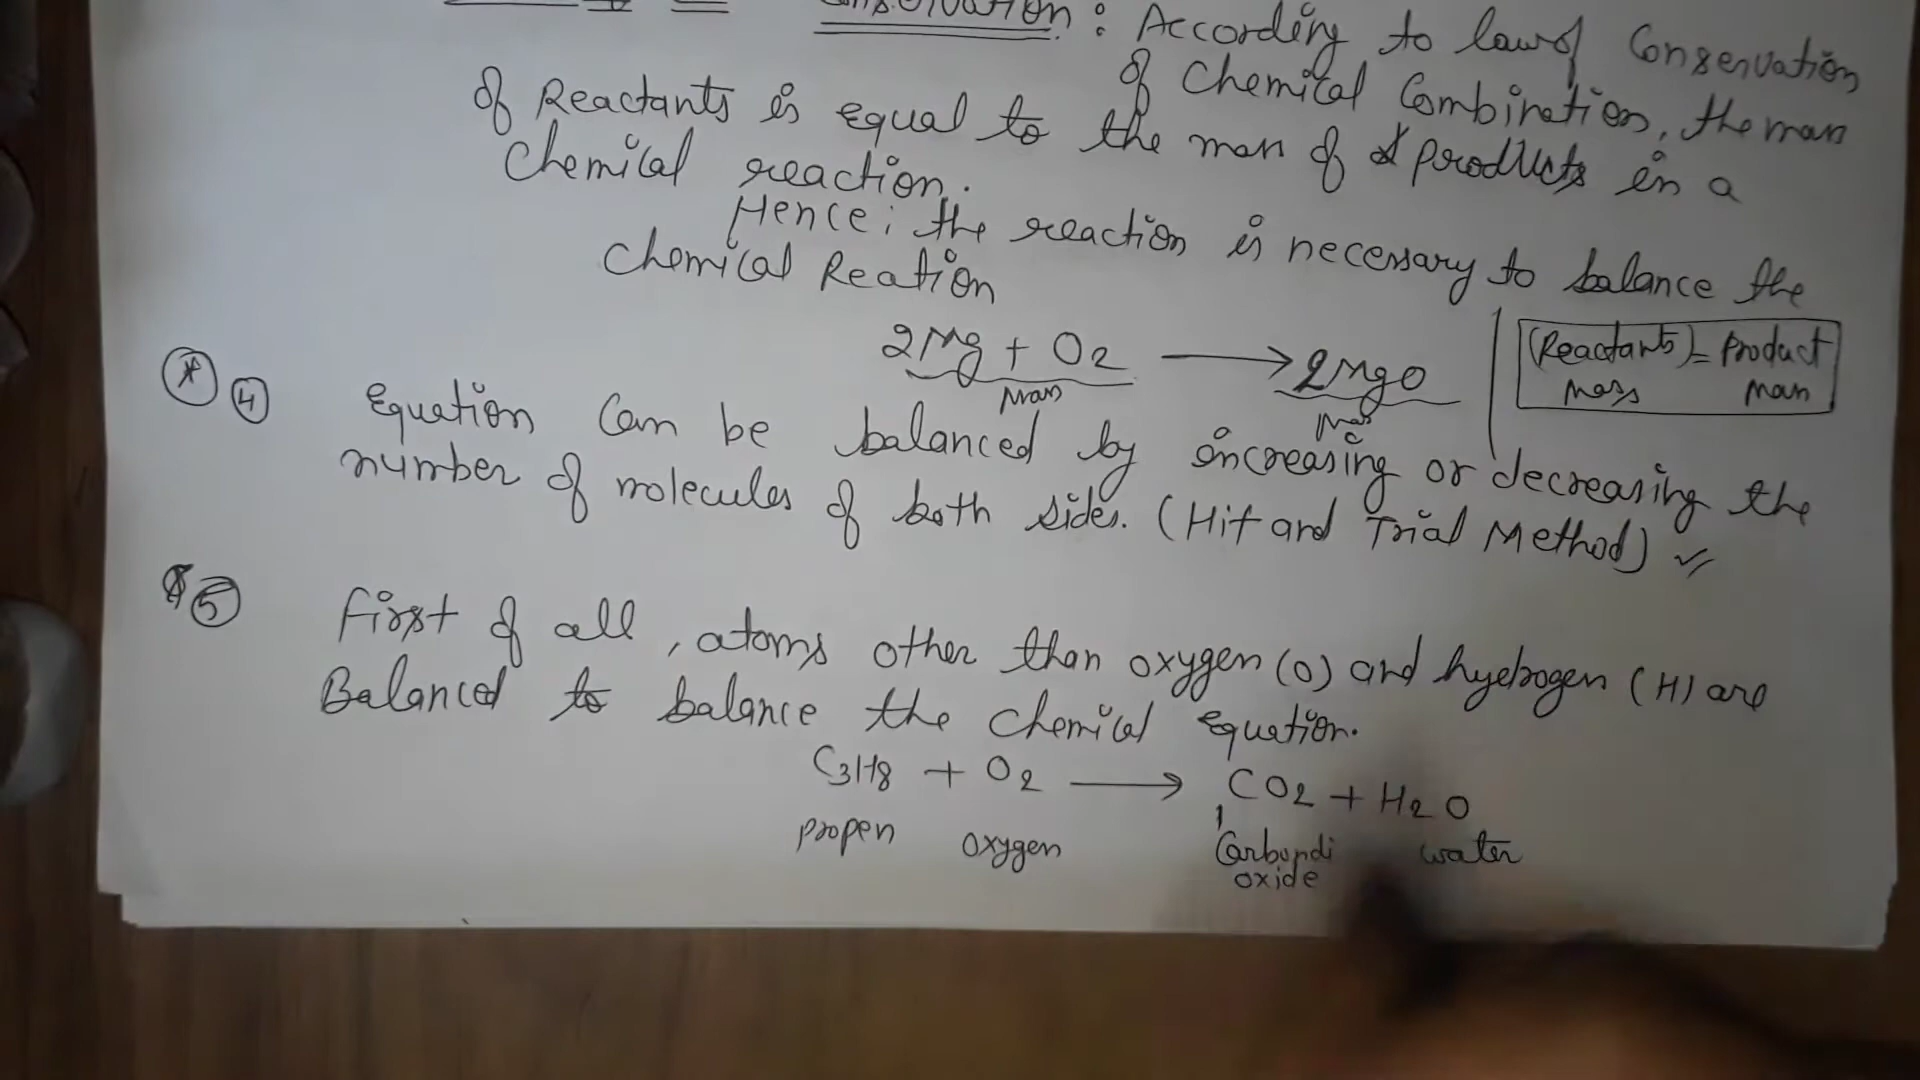 : According to law of Conservation
of Chemical Combination, the mass
of Reactants is equal to the mass of products in a
Chemical reaction.
Hence; the reaction is necessary to balance the
Chemical Reation
2Mg + O2 → 2MgO
mass
mass
(Reactants) = Product
mass mass
4 Equation Can be balanced by increasing or decreasing the
number of molecules of both sides. (Hit and Trial Method)
5 First of all, atoms other than oxygen (O) and hyebrogen (H) are
Balanced to balance the chemical equation.
C3H8 + O2 → CO2 + H2O
propen oxygen Carbondi water
oxide